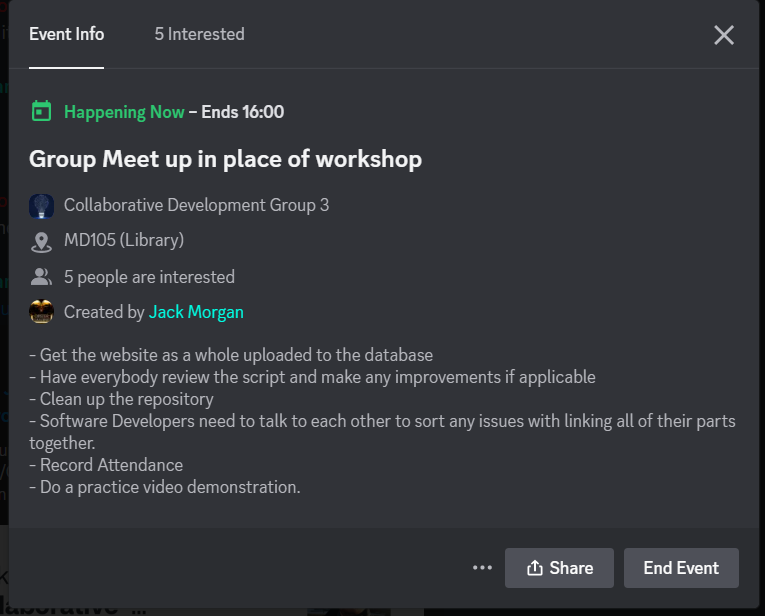 Event Info
5 Interested
Happening Now – Ends 16:00
Group Meet up in place of workshop
Collaborative Development Group 3
MD105 (Library)
5 people are interested
Created by Jack Morgan
- Get the website as a whole uploaded to the database
- Have everybody review the script and make any improvements if applicable
- Clean up the repository
- Software Developers need to talk to each other to sort any issues with linking all of their parts
together.
- Record Attendance
- Do a practice video demonstration.
Share
End Event